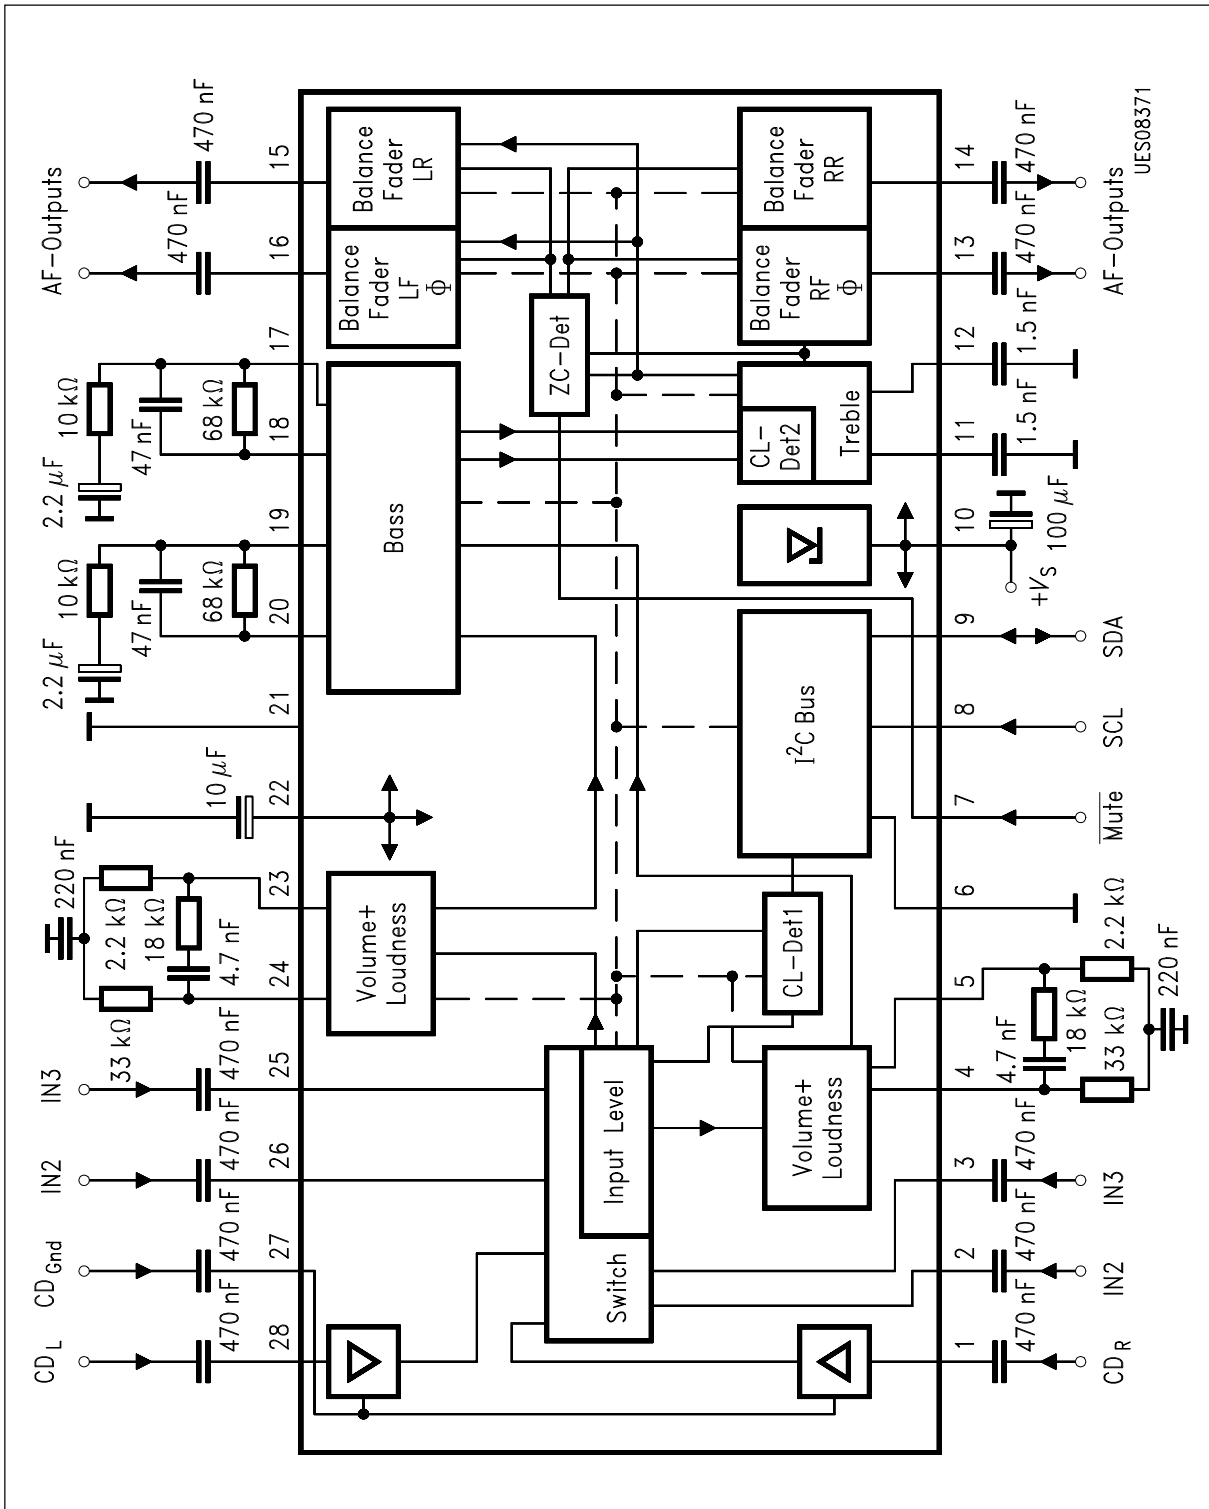 CD L
CD Gnd
IN2
IN3
33 kΩ
2.2 kΩ
220 nF
10 μF
2.2 μF
10 kΩ
2.2 μF
10 kΩ
AF-Outputs
470 nF
470 nF
470 nF
470 nF
18 kΩ
4.7 nF
47 nF
68 kΩ
47 nF
68 kΩ
470 nF
470 nF
28
27
26
25
24
23
22
21
20
19
18
17
16
15
Volume+
Loudness
Bass
Balance
Fader
LF
Φ
Balance
Fader
LR
Switch
Input Level
ZC-Det
Volume+
Loudness
CL-Det1
I²C Bus
CL-
Det2
Treble
Balance
Fader
RF
Φ
Balance
Fader
RR
1
2
3
4
5
6
7
8
9
10
11
12
13
14
470 nF
470 nF
470 nF
4.7 nF
18 kΩ
33 kΩ
2.2 kΩ
220 nF
+VS
100 μF
1.5 nF
1.5 nF
470 nF
470 nF
CD R
IN2
IN3
Mute
SCL
SDA
AF-Outputs
UES08371